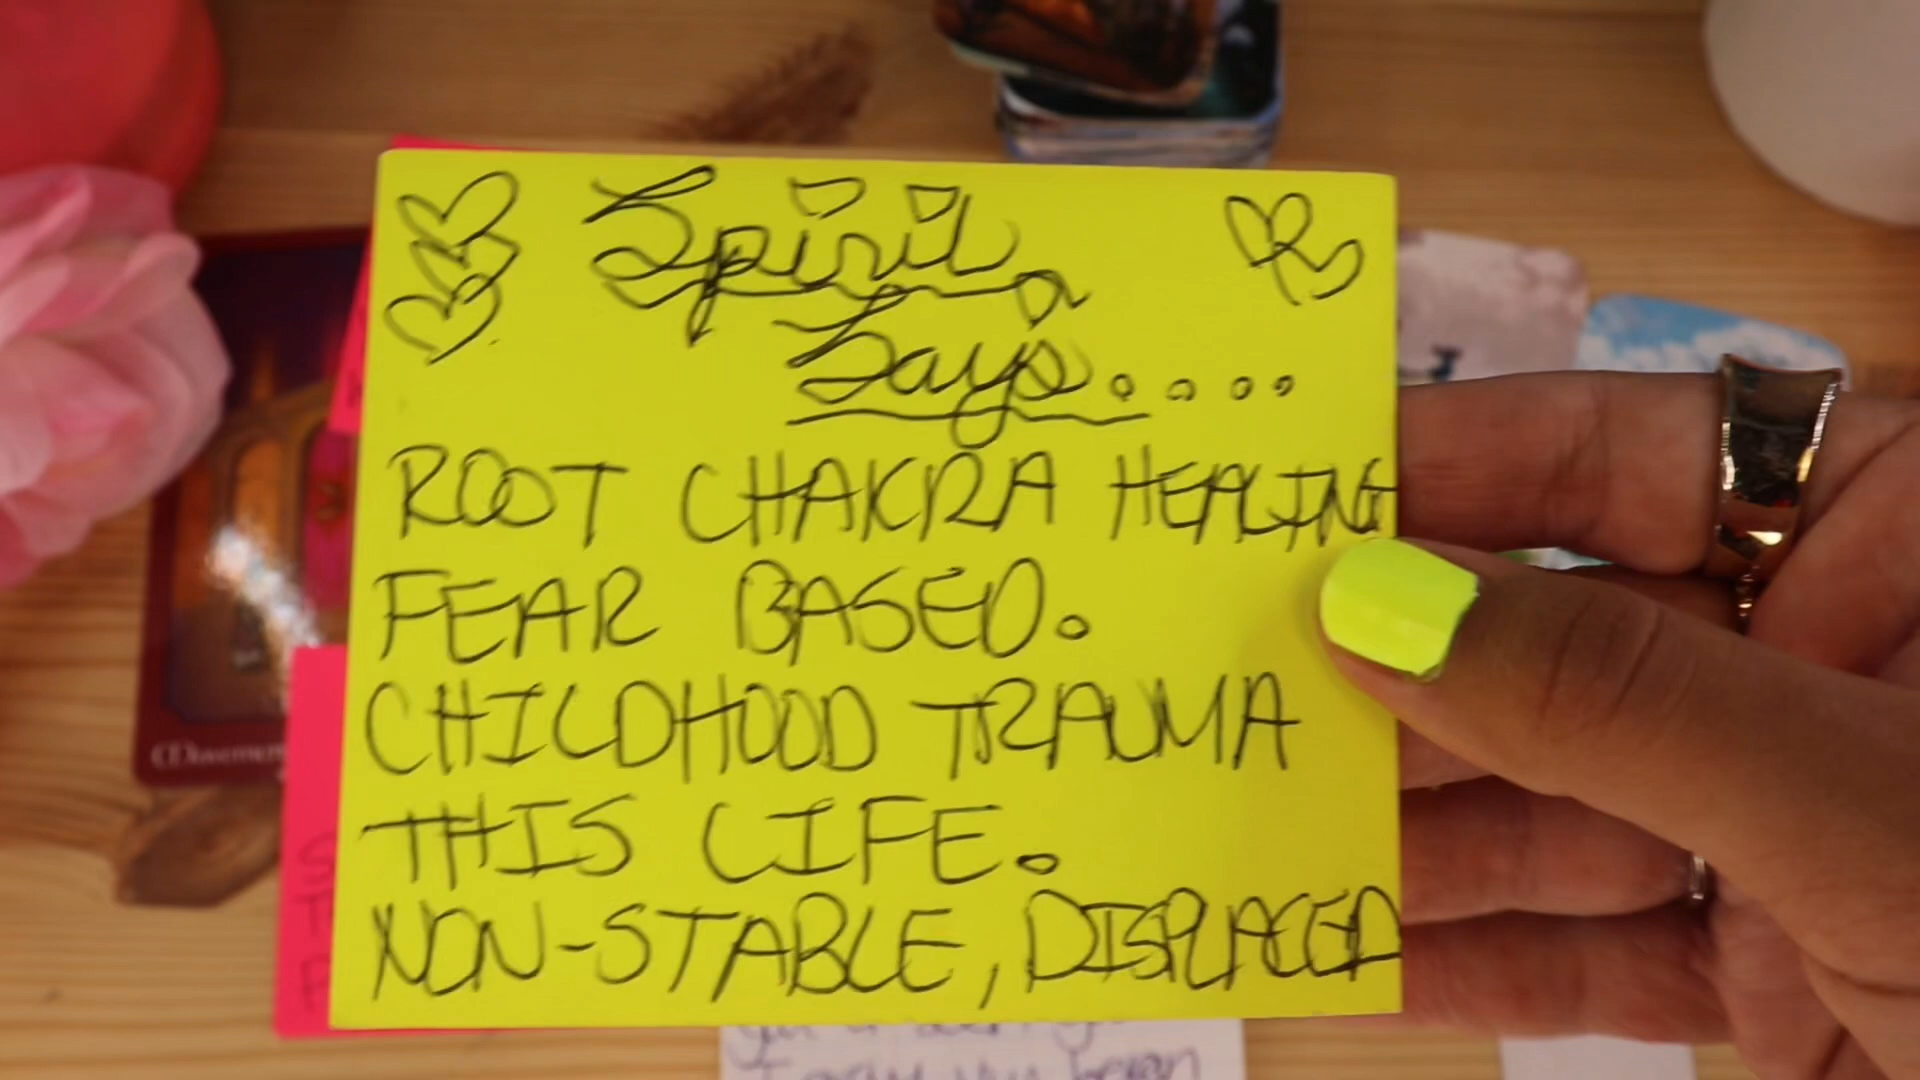 Spirit
Says....
ROOT CHAKRA HEALING
FEAR BASED.
CHILDHOOD TRAUMA
THIS LIFE.
NON-STABLE, DISPLACED